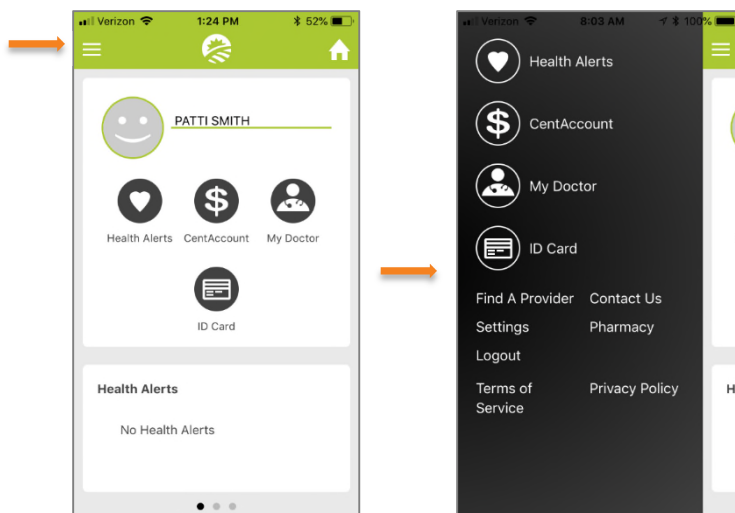 Verizon 1:24 PM 52%
PATTI SMITH
Health Alerts CentAccount My Doctor
ID Card
Health Alerts
No Health Alerts
Verizon 8:03 AM 100%
Health Alerts
CentAccount
My Doctor
ID Card
Find A Provider Contact Us
Settings Pharmacy
Logout
Terms of Privacy Policy
Service
H